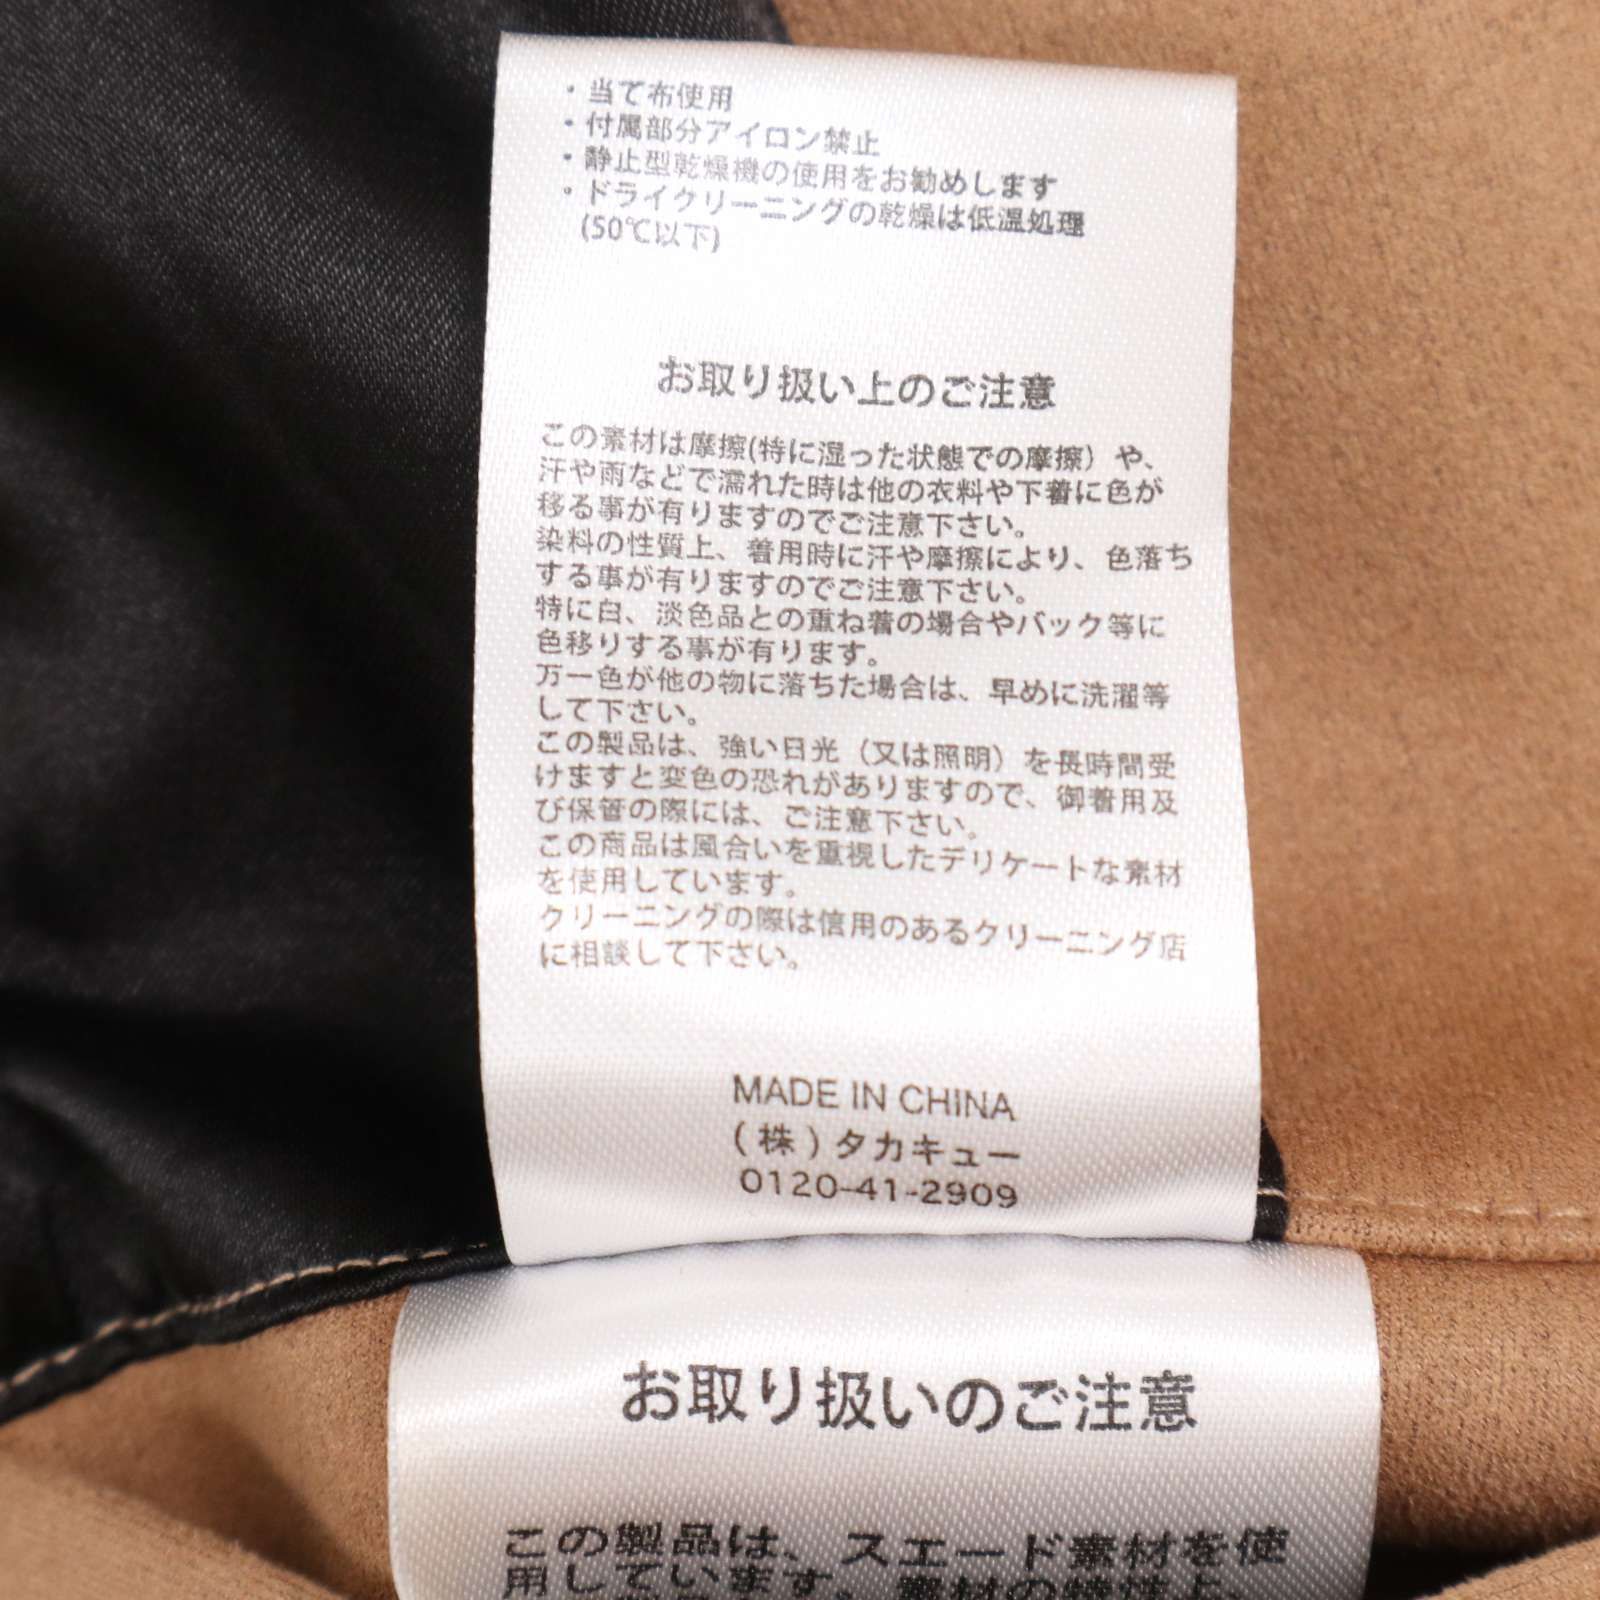 ・当て布使用
・付属部分アイロン禁止
・静止型乾燥機の使用をお勧めします
・ドライクリーニングの乾燥は低温処理
(50℃以下)
お取り扱い上のご注意
この素材は摩擦(特に湿った状態での摩擦）や、
汗や雨などで濡れた時は他の衣料や下着に色が
移る事が有りますのでご注意下さい。
染料の性質上、着用時に汗や摩擦により、色落ち
する事が有りますのでご注意下さい。
特に白、淡色品との重ね着の場合やバック等に
色移りする事が有ります。
万一色が他の物に落ちた場合は、早めに洗濯等
して下さい。
この製品は、強い日光（又は照明）を長時間受
けますと変色の恐れがありますので、御着用及
び保管の際には、ご注意下さい。
この商品は風合いを重視したデリケートな素材
を使用しています。
クリーニングの際は信用のあるクリーニング店
に相談して下さい。
MADE IN CHINA
(株)タカキュー
0120-41-2909
お取り扱いのご注意
この製品は、スエード素材を使
用しています。素材の特性上、